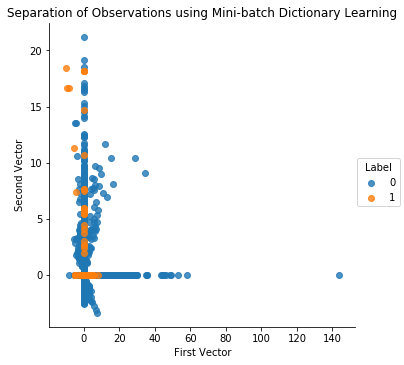 Separation of Observations using Mini-batch Dictionary Learning
20
15
10
5
0
Second Vector
0 20 40 60 80 100 120 140
First Vector
Label
0
1